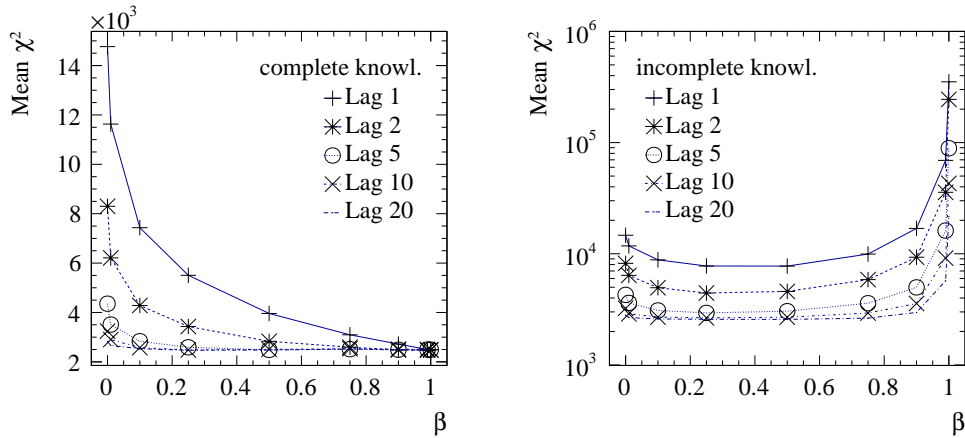 ×10³
Mean χ²
14
12
10
8
6
4
2
0 0.2 0.4 0.6 0.8 1
β
complete knowl.
Lag 1
Lag 2
Lag 5
Lag 10
Lag 20
Mean χ²
10⁶
10⁵
10⁴
10³
0 0.2 0.4 0.6 0.8 1
β
incomplete knowl.
Lag 1
Lag 2
Lag 5
Lag 10
Lag 20